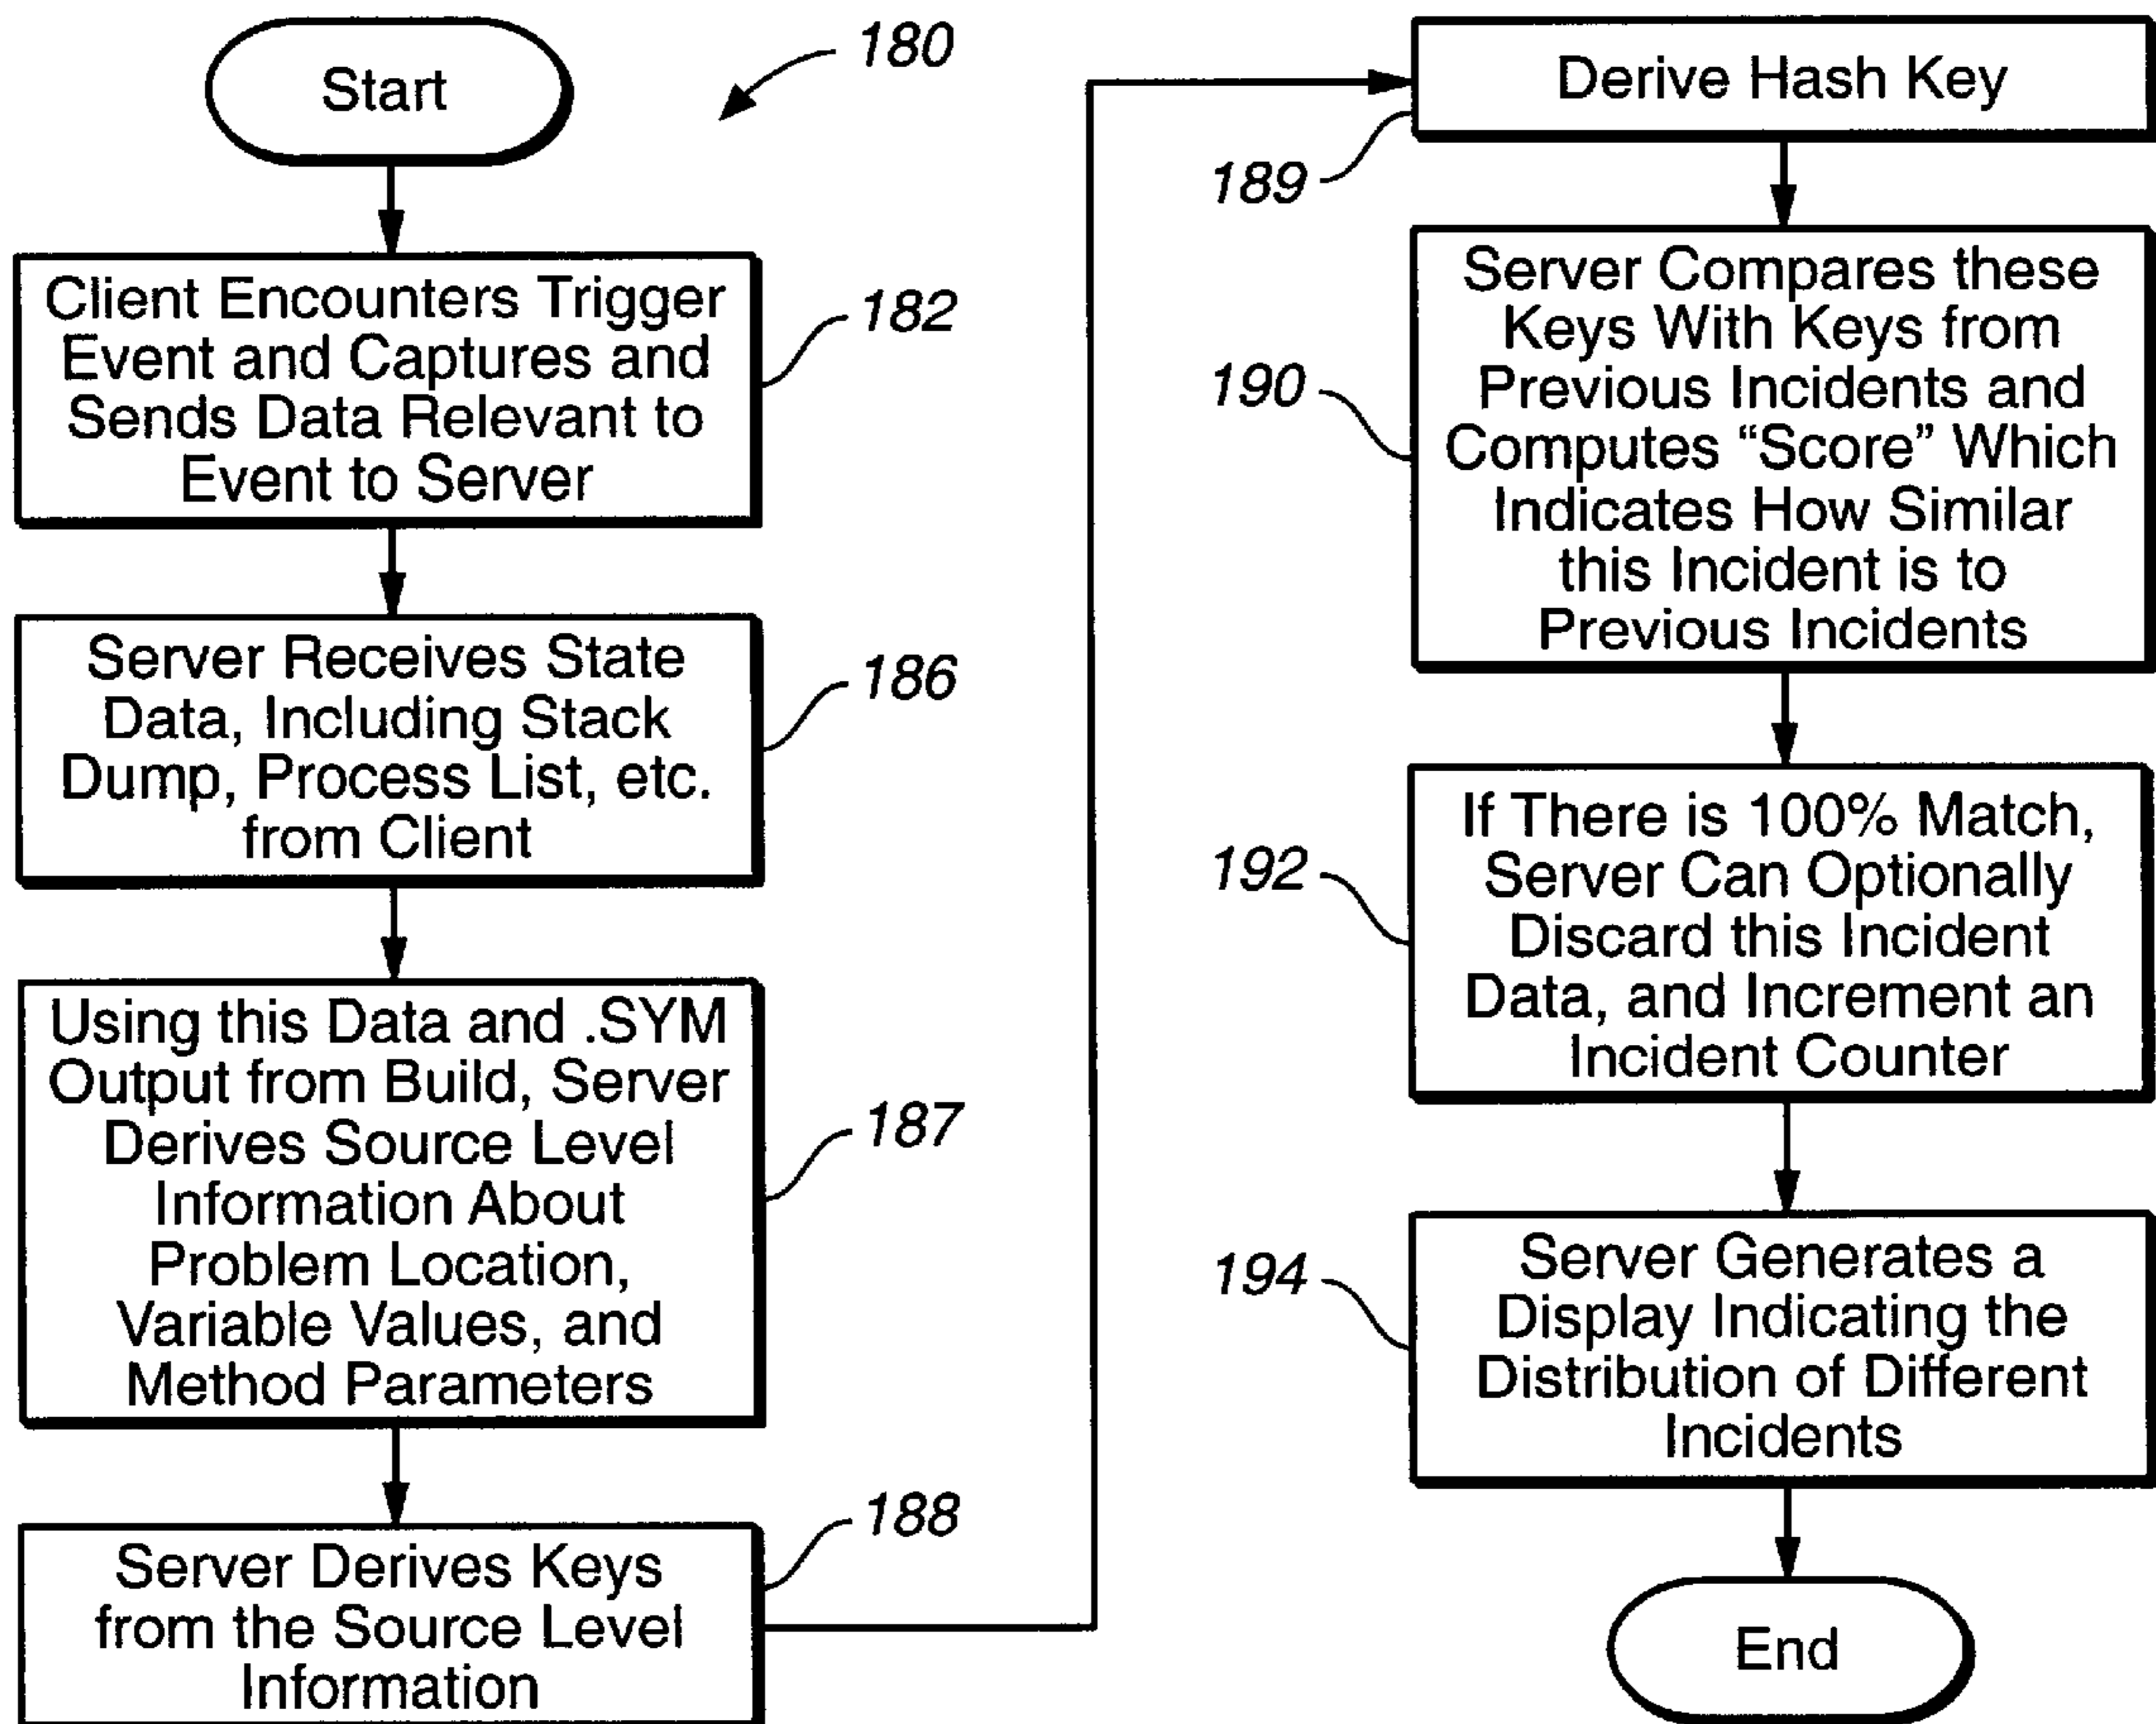 Start
180
Client Encounters Trigger
Event and Captures and
Sends Data Relevant to
Event to Server
182
Server Receives State
Data, Including Stack
Dump, Process List, etc.
from Client
186
Using this Data and .SYM
Output from Build, Server
Derives Source Level
Information About
Problem Location,
Variable Values, and
Method Parameters
187
Server Derives Keys
from the Source Level
Information
188
Derive Hash Key
189
Server Compares these
Keys With Keys from
Previous Incidents and
Computes “Score” Which
Indicates How Similar
this Incident is to
Previous Incidents
190
If There is 100% Match,
Server Can Optionally
Discard this Incident
Data, and Increment an
Incident Counter
192
Server Generates a
Display Indicating the
Distribution of Different
Incidents
194
End